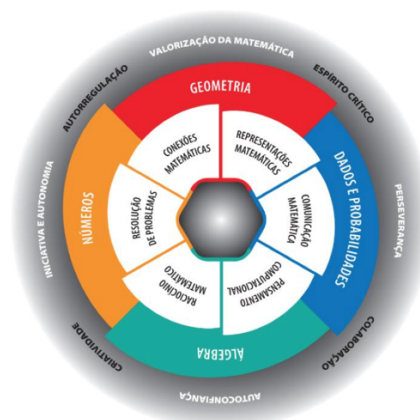 VALORIZAÇÃO DA MATEMÁTICA
ESPÍRITO CRÍTICO
PERSEVERANÇA
COLABORAÇÃO
AUTOCONFIANÇA
CRIATIVIDADE
INICIATIVA E AUTONOMIA
AUTORREGULAÇÃO
GEOMETRIA
DADOS E PROBABILIDADES
ÁLGEBRA
NÚMEROS
CONEXÕES
MATEMÁTICAS
REPRESENTAÇÕES
MATEMÁTICAS
COMUNICAÇÃO
MATEMÁTICA
PENSAMENTO
COMPUTACIONAL
RACIOCÍNIO
MATEMÁTICO
RESOLUÇÃO
DE PROBLEMAS